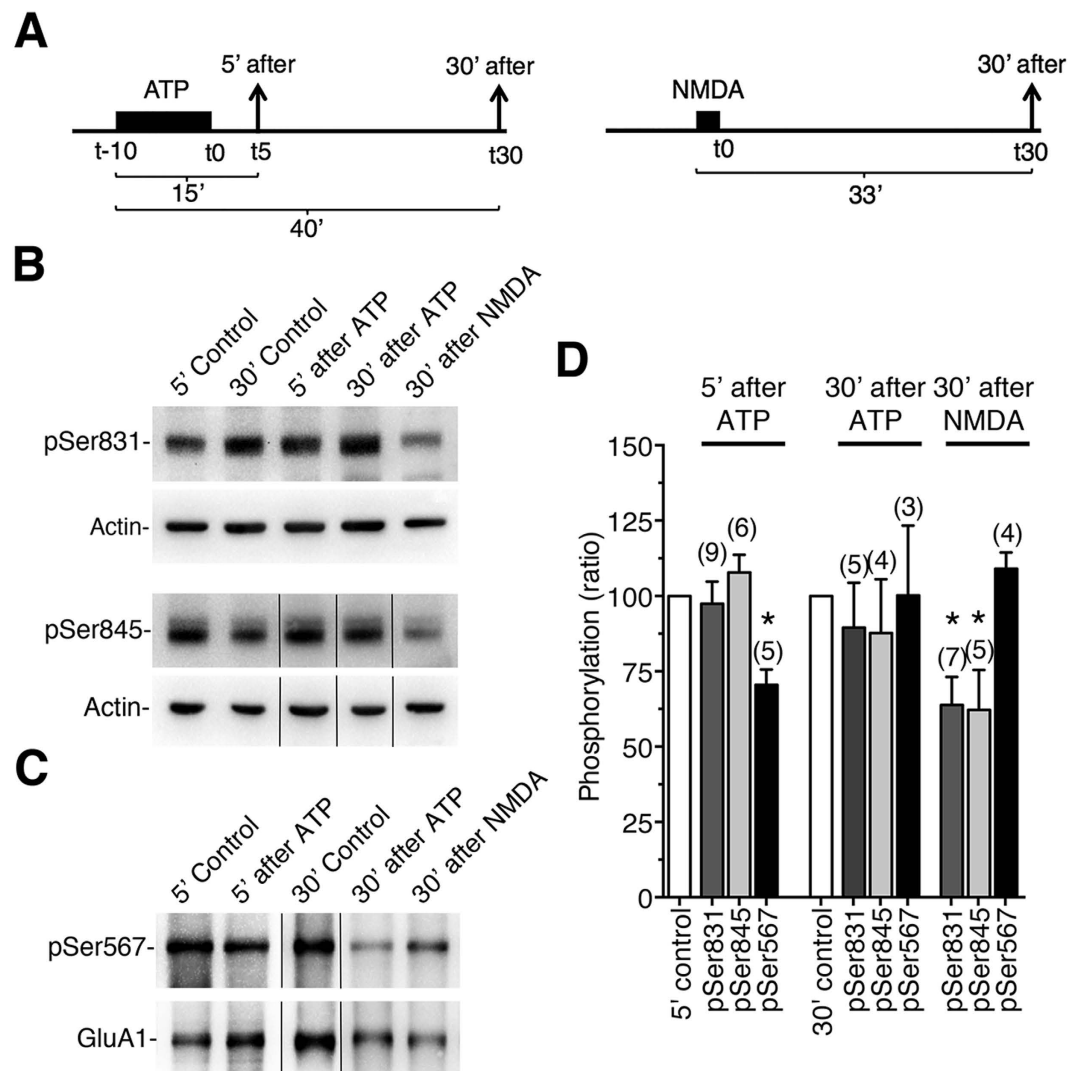 A
5’ after
30’ after
ATP
t-10
t0
t5
t30
15’
40’
30’ after
NMDA
t0
t30
33’
B
5’ Control
30’ Control
5’ after ATP
30’ after ATP
30’ after NMDA
pSer831-
Actin-
pSer845-
Actin-
C
5’ Control
5’ after ATP
30’ Control
30’ after ATP
30’ after NMDA
pSer567-
GluA1-
D
5’ after
ATP
30’ after
ATP
30’ after
NMDA
Phosphorylation (ratio)
150
125
100
75
50
25
0
(9)
(6)
*
(5)
(5)
(4)
(3)
*
(7)
*
(5)
(4)
5’ control
pSer831
pSer845
pSer567
30’ control
pSer831
pSer845
pSer567
pSer831
pSer845
pSer567